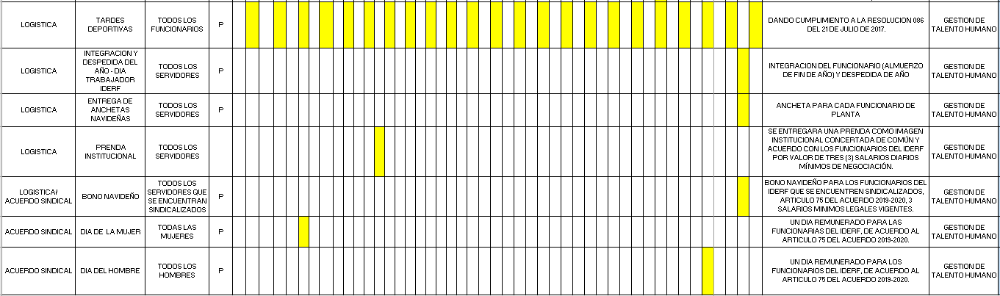 LOGISTICA
TARDES
DEPORTIVAS
TODOS LOS
FUNCIONARIOS
P
DANDO CUMPLIMIENTO A LA RESOLUCION 086
DEL 21 DE JULIO DE 2017.
GESTION DE
TALENTO HUMANO
LOGISTICA
INTEGRACION Y
DESPEDIDA DEL
AÑO - DIA
TRABAJADOR
IDERF
TODOS LOS
SERVIDORES
P
INTEGRACION DEL FUNCIONARIO (ALMUERZO
DE FIN DE AÑO) Y DESPEDIDA DE AÑO
GESTION DE
TALENTO HUMANO
LOGISTICA
ENTREGA DE
ANCHETAS
NAVIDEÑAS
TODOS LOS
SERVIDORES
P
ANCHETA PARA CADA FUNCIONARIO DE
PLANTA
GESTION DE
TALENTO HUMANO
LOGISTICA
PRENDA
INSTITUCIONAL
TODOS LOS
SERVIDORES
SE ENTREGARA UNA PRENDA COMO IMAGEN
INSTITUCIONAL CONCERTADA DE COMÚN Y
ACUERDO CON LOS FUNCIONARIOS DEL IDERF
POR VALOR DE TRES (3) SALARIOS DIARIOS
MÍNIMOS DE NEGOCIACIÓN.
GESTION DE
TALENTO HUMANO
LOGISTICA/
ACUERDO SINDICAL
BONO NAVIDEÑO
TODOS LOS
SERVIDORES QUE
SE ENCUENTRAN
SINDICALIZADOS
P
BONO NAVIDEÑO PARA LOS FUNCIONARIOS DEL
IDERF QUE SE ENCUENTREN SINDICALIZADOS,
ARTICULO 75 DEL ACUERDO 2019-2020, 3
SALARIOS MINIMOS LEGALES VIGENTES.
GESTION DE
TALENTO HUMANO
ACUERDO SINDICAL
DIA DE LA MUJER
TODAS LAS
MUJERES
P
UN DIA REMUNERADO PARA LAS
FUNCIONARIAS DEL IDERF, DE ACUERDO AL
ARTICULO 75 DEL ACUERDO 2019-2020.
GESTION DE
TALENTO HUMANO
ACUERDO SINDICAL
DIA DEL HOMBRE
TODOS LOS
HOMBRES
P
UN DIA REMUNERADO PARA LOS
FUNCIONARIOS DEL IDERF, DE ACUERDO AL
ARTICULO 75 DEL ACUERDO 2019-2020.
GESTION DE
TALENTO HUMANO